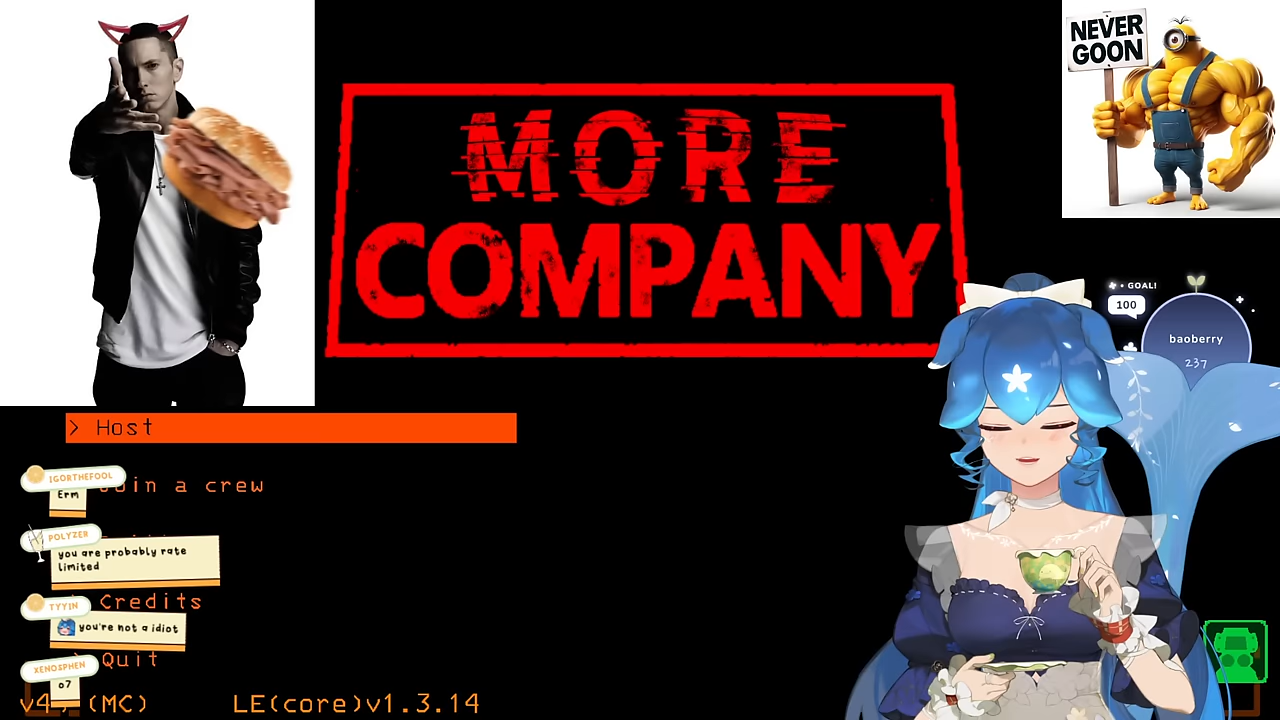 NEVER
GOON
MORE
COMPANY
GOAL!
100
baoberry
237
> Host
IGORTHEFOOL
Erm
Join a crew
POLYZER
you are probably rate
limited
Credits
TYYIN
you're not a idiot
Quit
XENOSPHEN
o7
(MC)
LE(core)v1.3.14